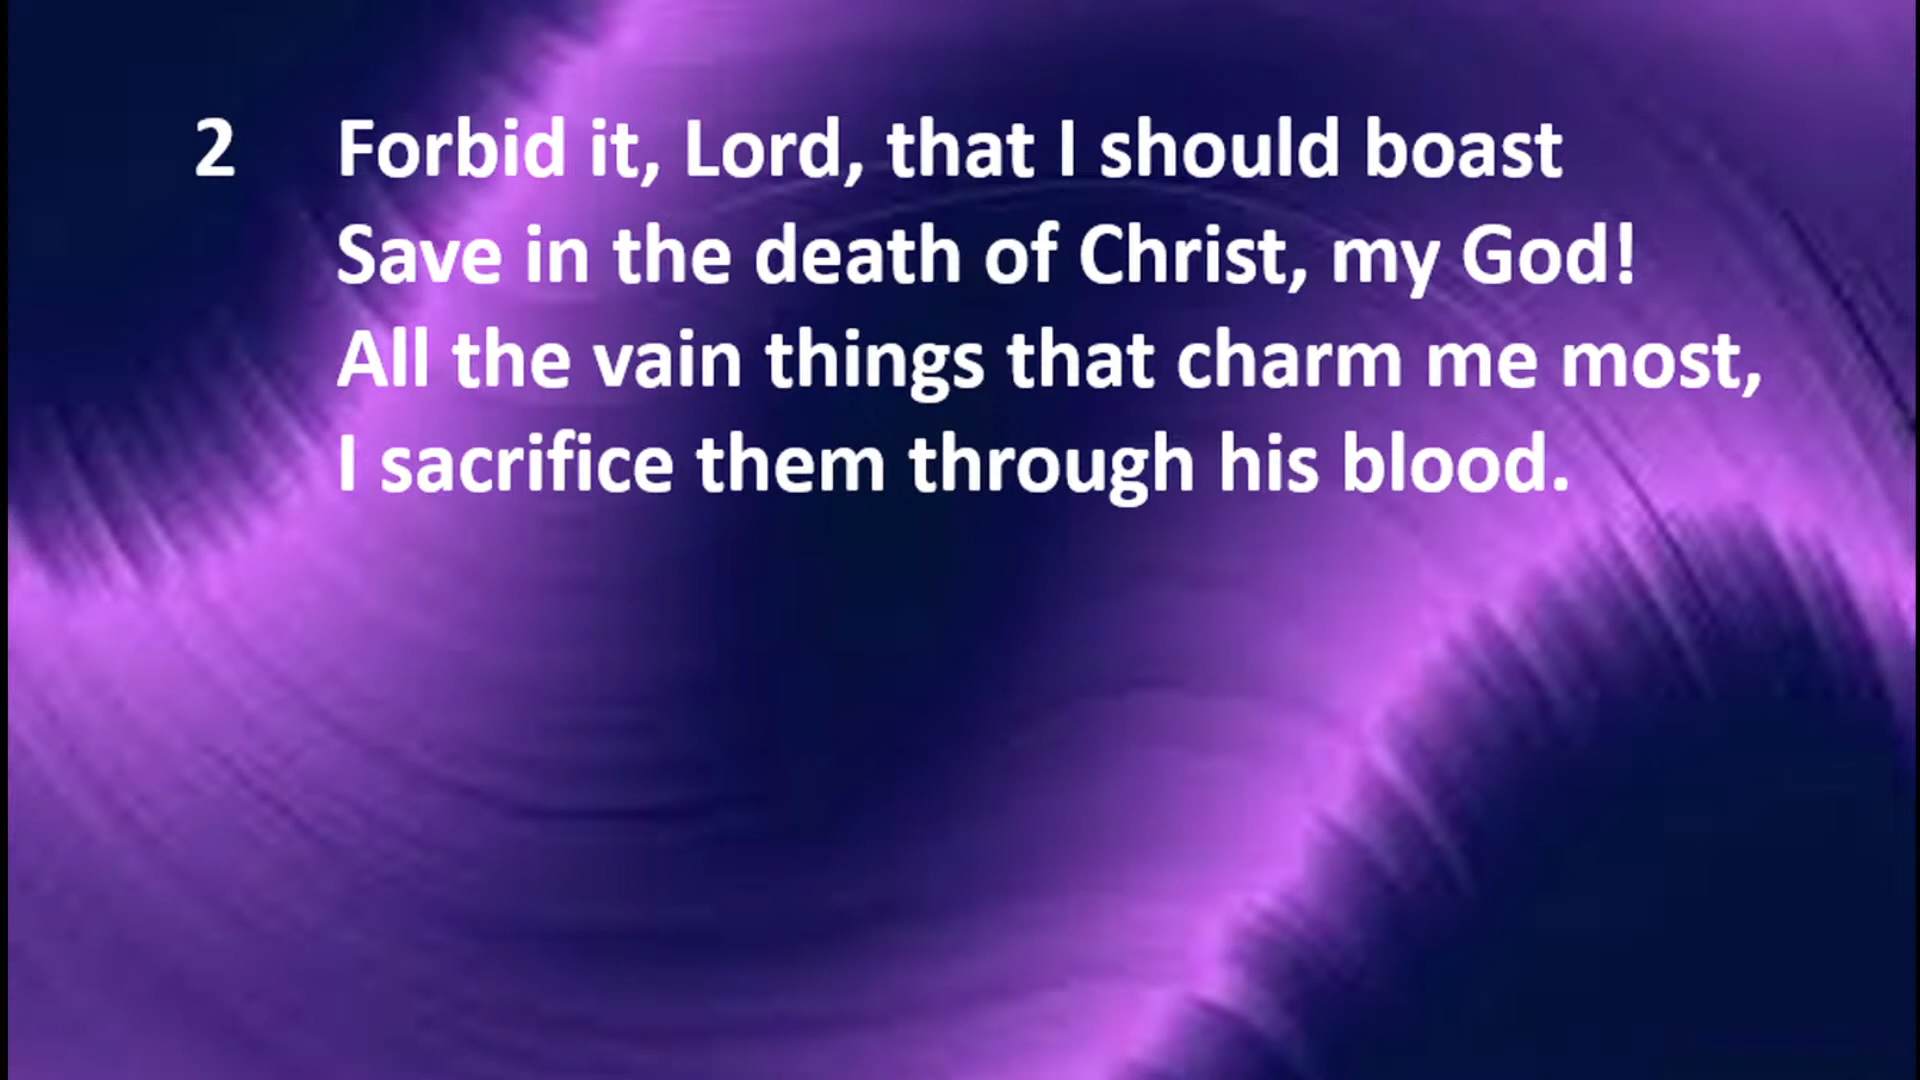 2 Forbid it, Lord, that I should boast
Save in the death of Christ, my God!
All the vain things that charm me most,
I sacrifice them through his blood.